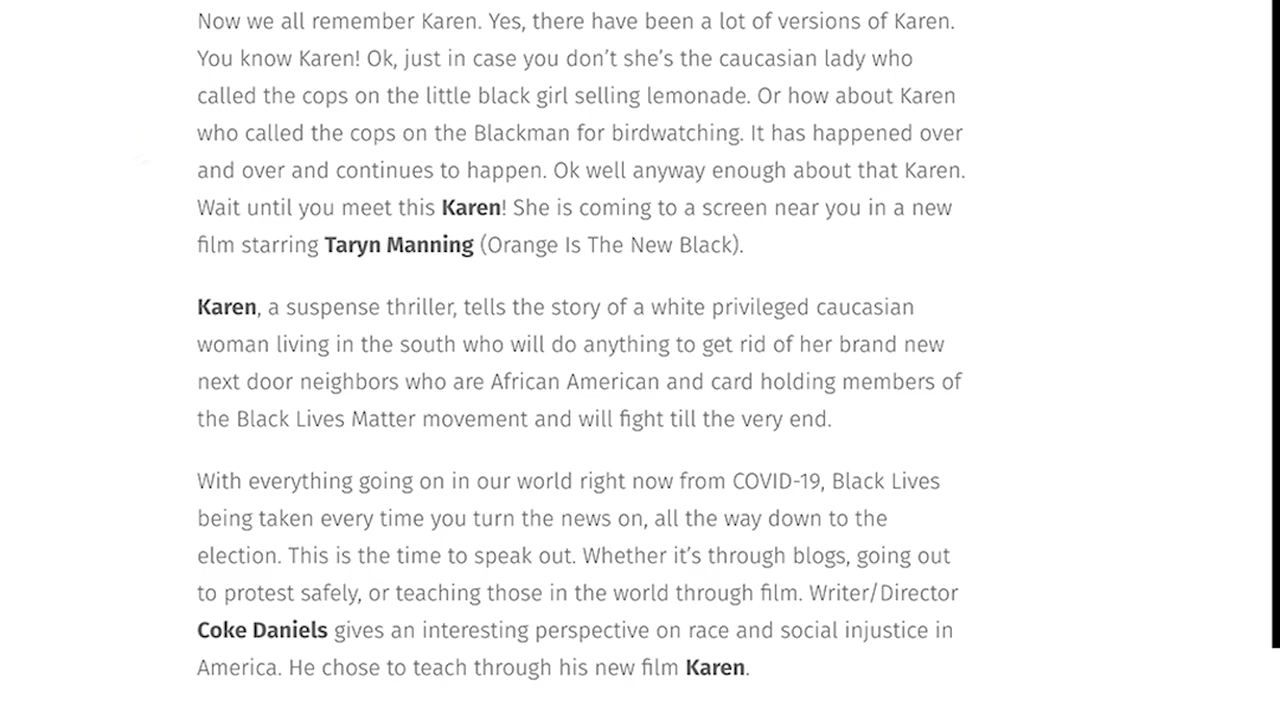 Now we all remember Karen. Yes, there have been a lot of versions of Karen.
You know Karen! Ok, just in case you don’t she’s the caucasian lady who
called the cops on the little black girl selling lemonade. Or how about Karen
who called the cops on the Blackman for birdwatching. It has happened over
and over and continues to happen. Ok well anyway enough about that Karen.
Wait until you meet this Karen! She is coming to a screen near you in a new
film starring Taryn Manning (Orange Is The New Black).
Karen, a suspense thriller, tells the story of a white privileged caucasian
woman living in the south who will do anything to get rid of her brand new
next door neighbors who are African American and card holding members of
the Black Lives Matter movement and will fight till the very end.
With everything going on in our world right now from COVID-19, Black Lives
being taken every time you turn the news on, all the way down to the
election. This is the time to speak out. Whether it’s through blogs, going out
to protest safely, or teaching those in the world through film. Writer/Director
Coke Daniels gives an interesting perspective on race and social injustice in
America. He chose to teach through his new film Karen.